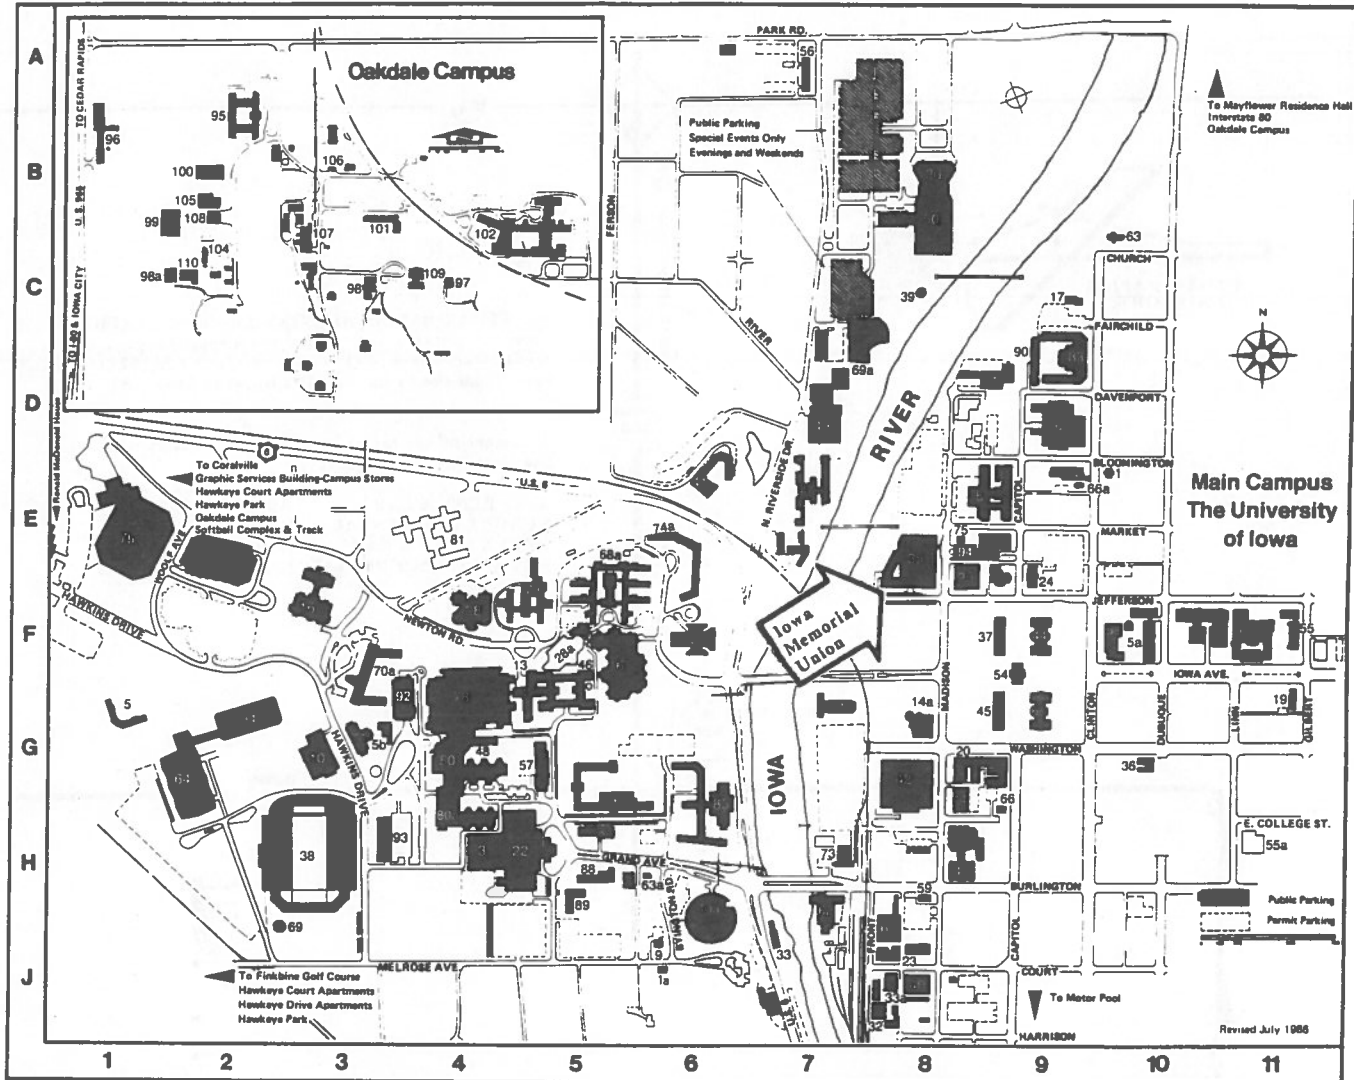 A
B
C
D
E
F
G
H
J
1
2
3
4
5
6
7
8
9
10
11
Oakdale Campus
TO CEDAR RAPIDS
TO I-80 & IOWA CITY
95
96
100
105
99
108
104
110
98a
106
107
101
102
98
109
97
PARK RD.
56
Public Parking
Special Events Only
Evenings and Weekends
FERSON
RIVER
To Mayflower Residence Hall
Interstate 80
Oakdale Campus
63
CHURCH
39
17
FAIRCHILD
N
90
69a
DAVENPORT
RIVER
N. RIVERSIDE DR.
BLOOMINGTON
1
66a
CAPITOL
Main Campus
The University
of Iowa
MARKET
75
24
Ronald McDonald House
6
To Coralville
Graphic Services Building-Campus Stores
Hawkeye Court Apartments
Hawkeye Park
Oakdale Campus
Softball Complex & Track
U.S. 6
81
74a
WOOLF AVE.
HAWKINS DRIVE
NEWTON RD.
JEFFERSON
Iowa
Memorial
Union
37
5a
55
13
28a
46
70a
92
54
IOWA AVE.
MADISON
CLINTON
DUBUQUE
LINN
GILBERT
5
14a
45
19
HAWKINS DRIVE
5b
48
57
IOWA
WASHINGTON
20
36
64
66
E. COLLEGE ST.
55a
38
93
22
73
GRAND AVE.
88
63a
59
BURLINGTON
Public Parking
Permit Parking
89
BYINGTON RD.
69
FRONT
CAPITOL
33
23
9
1a
MELROSE AVE.
COURT
To Finkbine Golf Course
Hawkeye Court Apartments
Hawkeye Drive Apartments
Hawkeye Park
33a
32
To Motor Pool
HARRISON
Revised July 1986